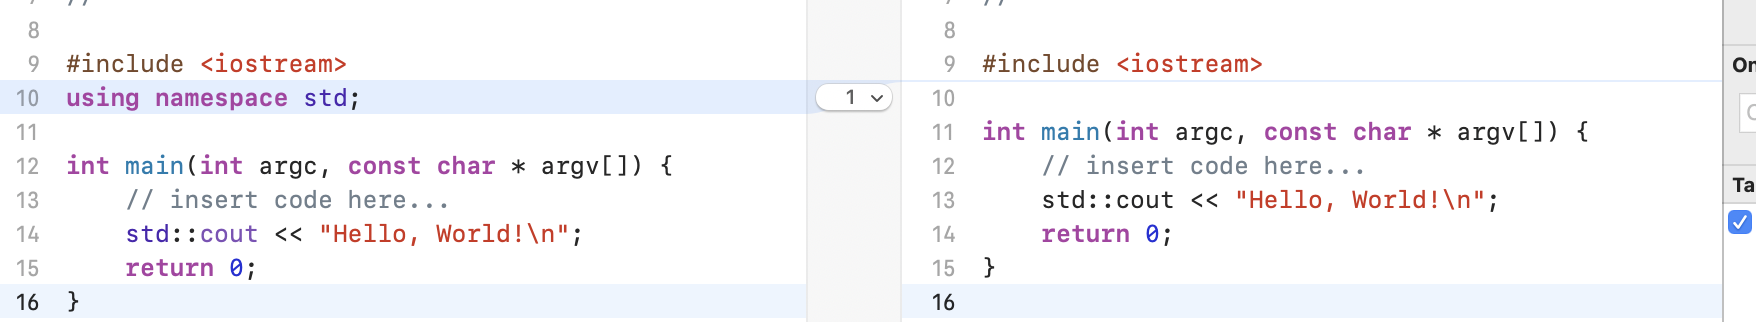 7 //
8
9 #include <iostream>
10 using namespace std;
11
12 int main(int argc, const char * argv[]) {
13 // insert code here...
14 std::cout << "Hello, World!\n";
15 return 0;
16 }
1
7 //
8
9 #include <iostream>
10
11 int main(int argc, const char * argv[]) {
12 // insert code here...
13 std::cout << "Hello, World!\n";
14 return 0;
15 }
16